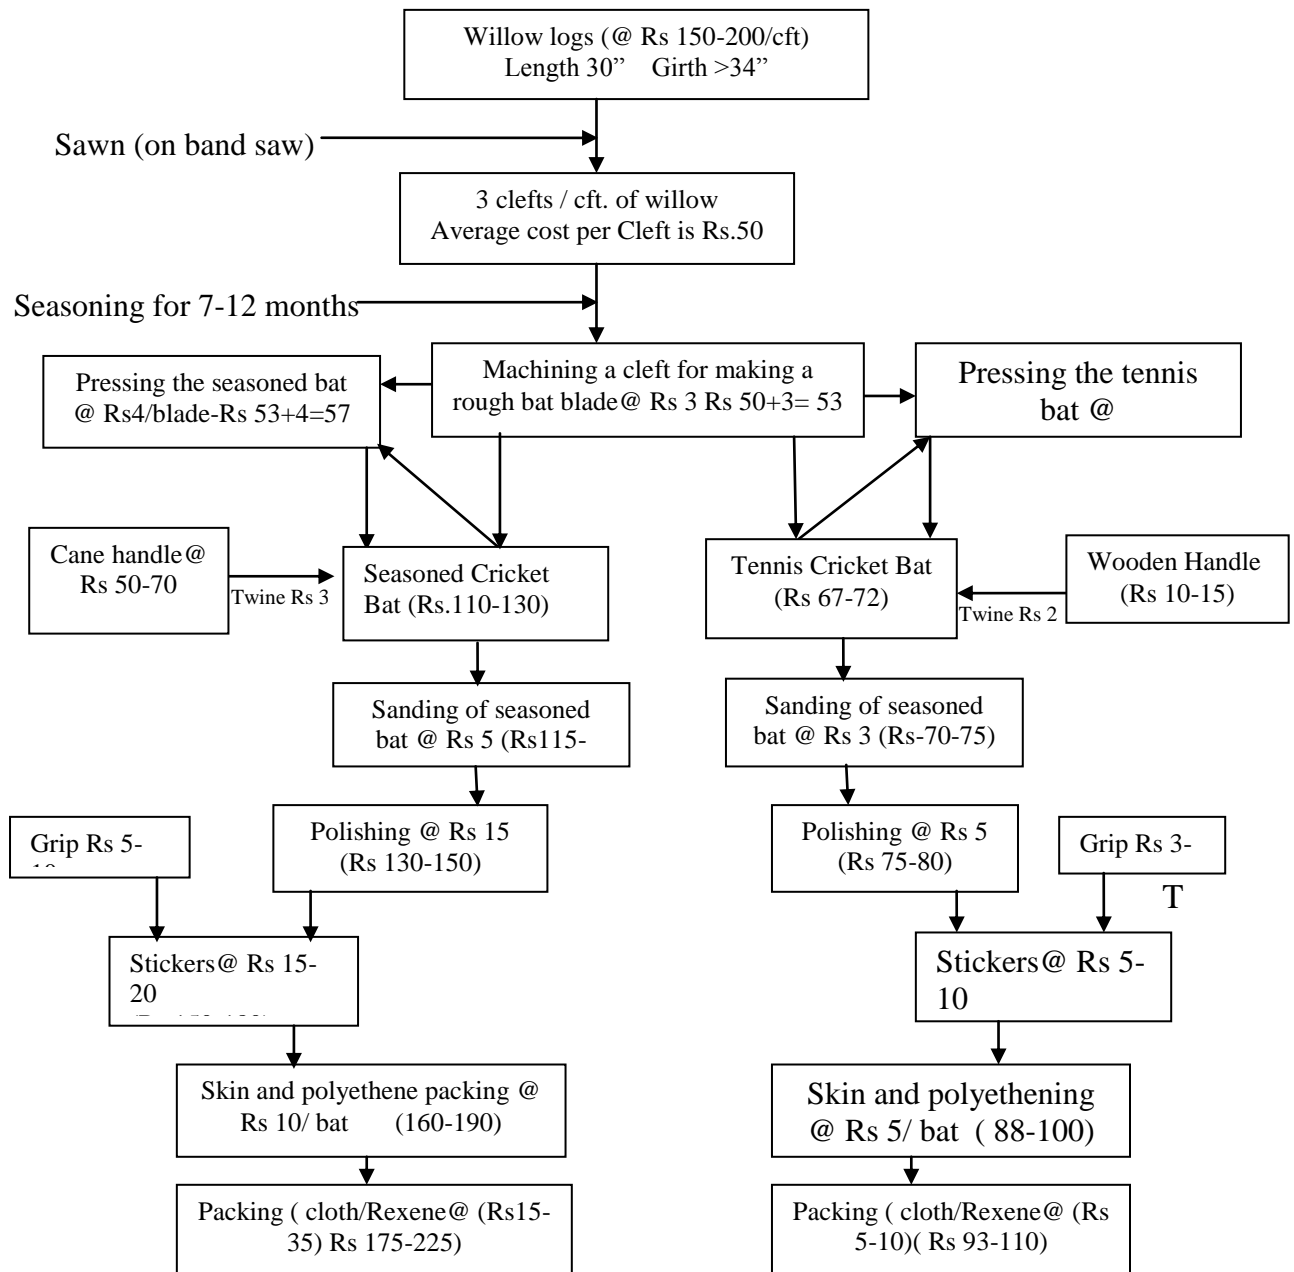 Willow logs (@ Rs 150-200/cft)
Length 30” Girth >34”
Sawn (on band saw)
3 clefts / cft. of willow
Average cost per Cleft is Rs.50
Seasoning for 7-12 months
Pressing the seasoned bat
@ Rs4/blade-Rs 53+4=57
Machining a cleft for making a
rough bat blade@ Rs 3 Rs 50+3= 53
Pressing the tennis
bat @
Cane handle@
Rs 50-70
Twine Rs 3
Seasoned Cricket
Bat (Rs.110-130)
Tennis Cricket Bat
(Rs 67-72)
Twine Rs 2
Wooden Handle
(Rs 10-15)
Sanding of seasoned
bat @ Rs 5 (Rs115-
Sanding of seasoned
bat @ Rs 3 (Rs-70-75)
Grip Rs 5-
Polishing @ Rs 15
(Rs 130-150)
Polishing @ Rs 5
(Rs 75-80)
Grip Rs 3-
T
Stickers@ Rs 15-
20
Stickers@ Rs 5-
10
Skin and polyethene packing @
Rs 10/ bat (160-190)
Skin and polyethening
@ Rs 5/ bat ( 88-100)
Packing ( cloth/Rexene@ (Rs15-
35) Rs 175-225)
Packing ( cloth/Rexene@ (Rs
5-10)( Rs 93-110)